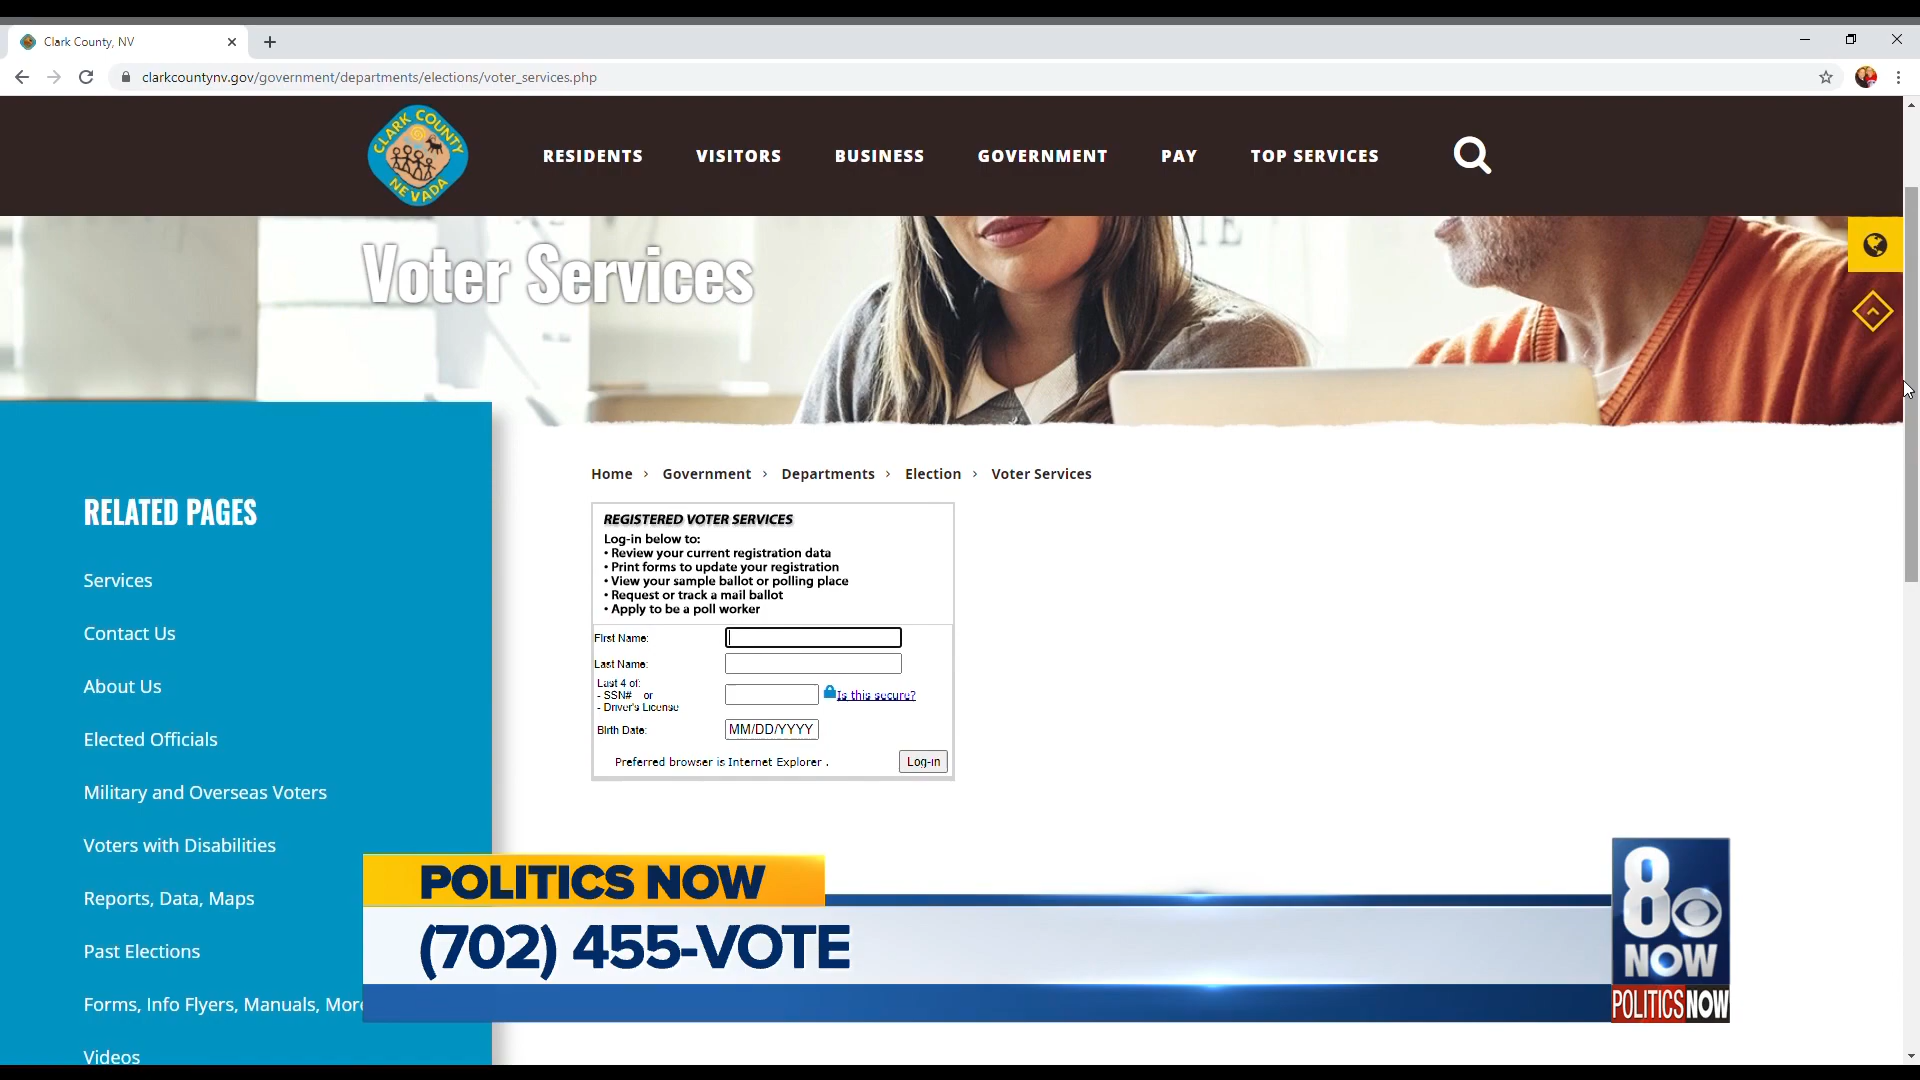 Clark County, NV
clarkcountynv.gov/government/departments/elections/voter_services.php
CLARK COUNTY
NEVADA
RESIDENTS VISITORS BUSINESS GOVERNMENT PAY TOP SERVICES
Voter Services
RELATED PAGES
Services
Contact Us
About Us
Elected Officials
Military and Overseas Voters
Voters with Disabilities
Reports, Data, Maps
Past Elections
Forms, Info Flyers, Manuals, More
Videos
Home › Government › Departments › Election › Voter Services
REGISTERED VOTER SERVICES
Log-in below to:
• Review your current registration data
• Print forms to update your registration
• View your sample ballot or polling place
• Request or track a mail ballot
• Apply to be a poll worker
First Name:
Last Name:
Last 4 of:
- SSN# or
- Driver's License
Is this secure?
Birth Date: MM/DD/YYYY
Preferred browser is Internet Explorer . Log-in
POLITICS NOW
(702) 455-VOTE
8
NOW
POLITICS NOW